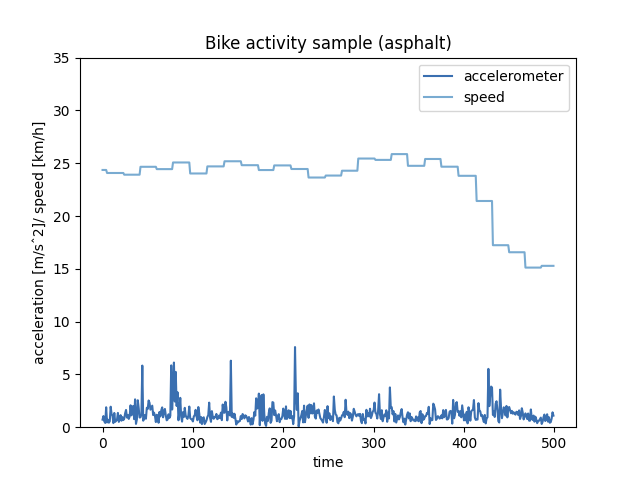 Bike activity sample (asphalt)
accelerometer
speed
acceleration [m/sˆ2]/ speed [km/h]
35
30
25
20
15
10
5
0
0 100 200 300 400 500
time